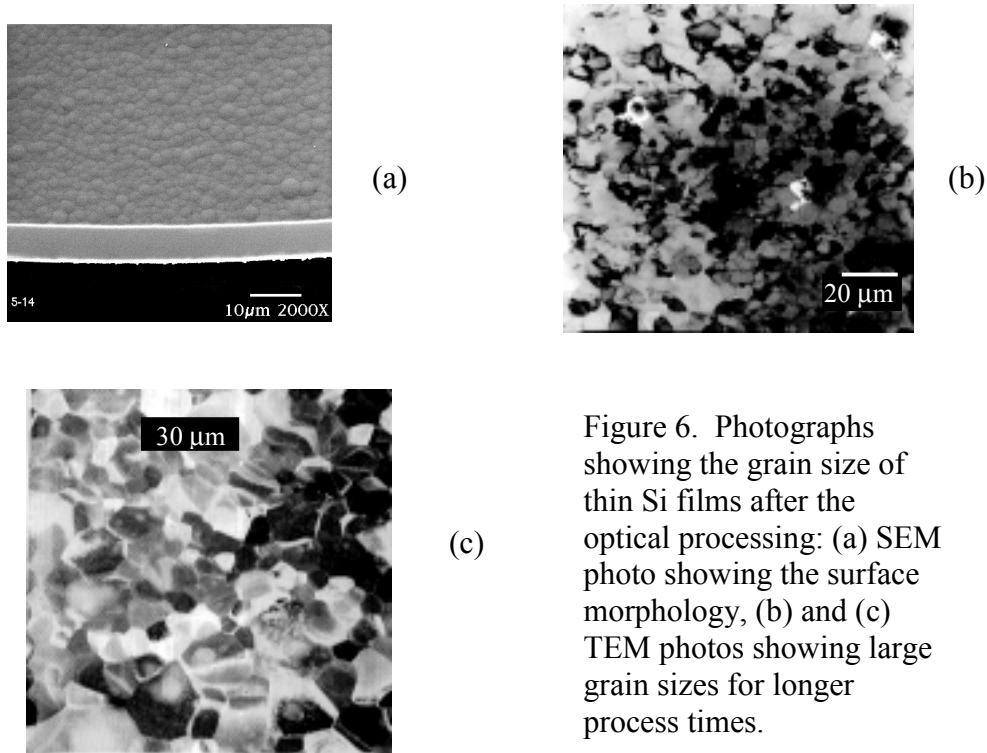 (a)
(b)
5-14
10µm 2000X
20 µm
30 µm
(c)
Figure 6. Photographs
showing the grain size of
thin Si films after the
optical processing: (a) SEM
photo showing the surface
morphology, (b) and (c)
TEM photos showing large
grain sizes for longer
process times.